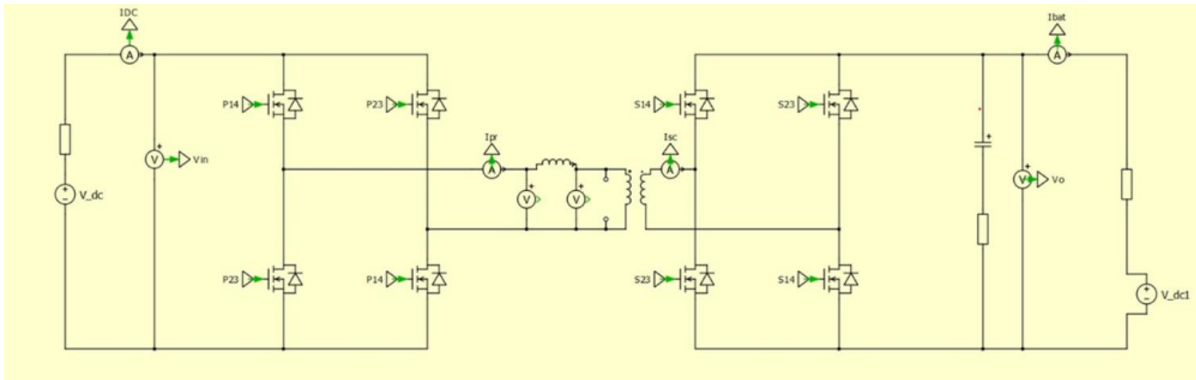 IDC
A
V_dc
+
V
Vin
P14
P23
P23
P14
Ipr
A
+
V
+
V
Isc
A
S14
S23
S23
S14
+
+
V
Vo
Ibat
A
V_dc1